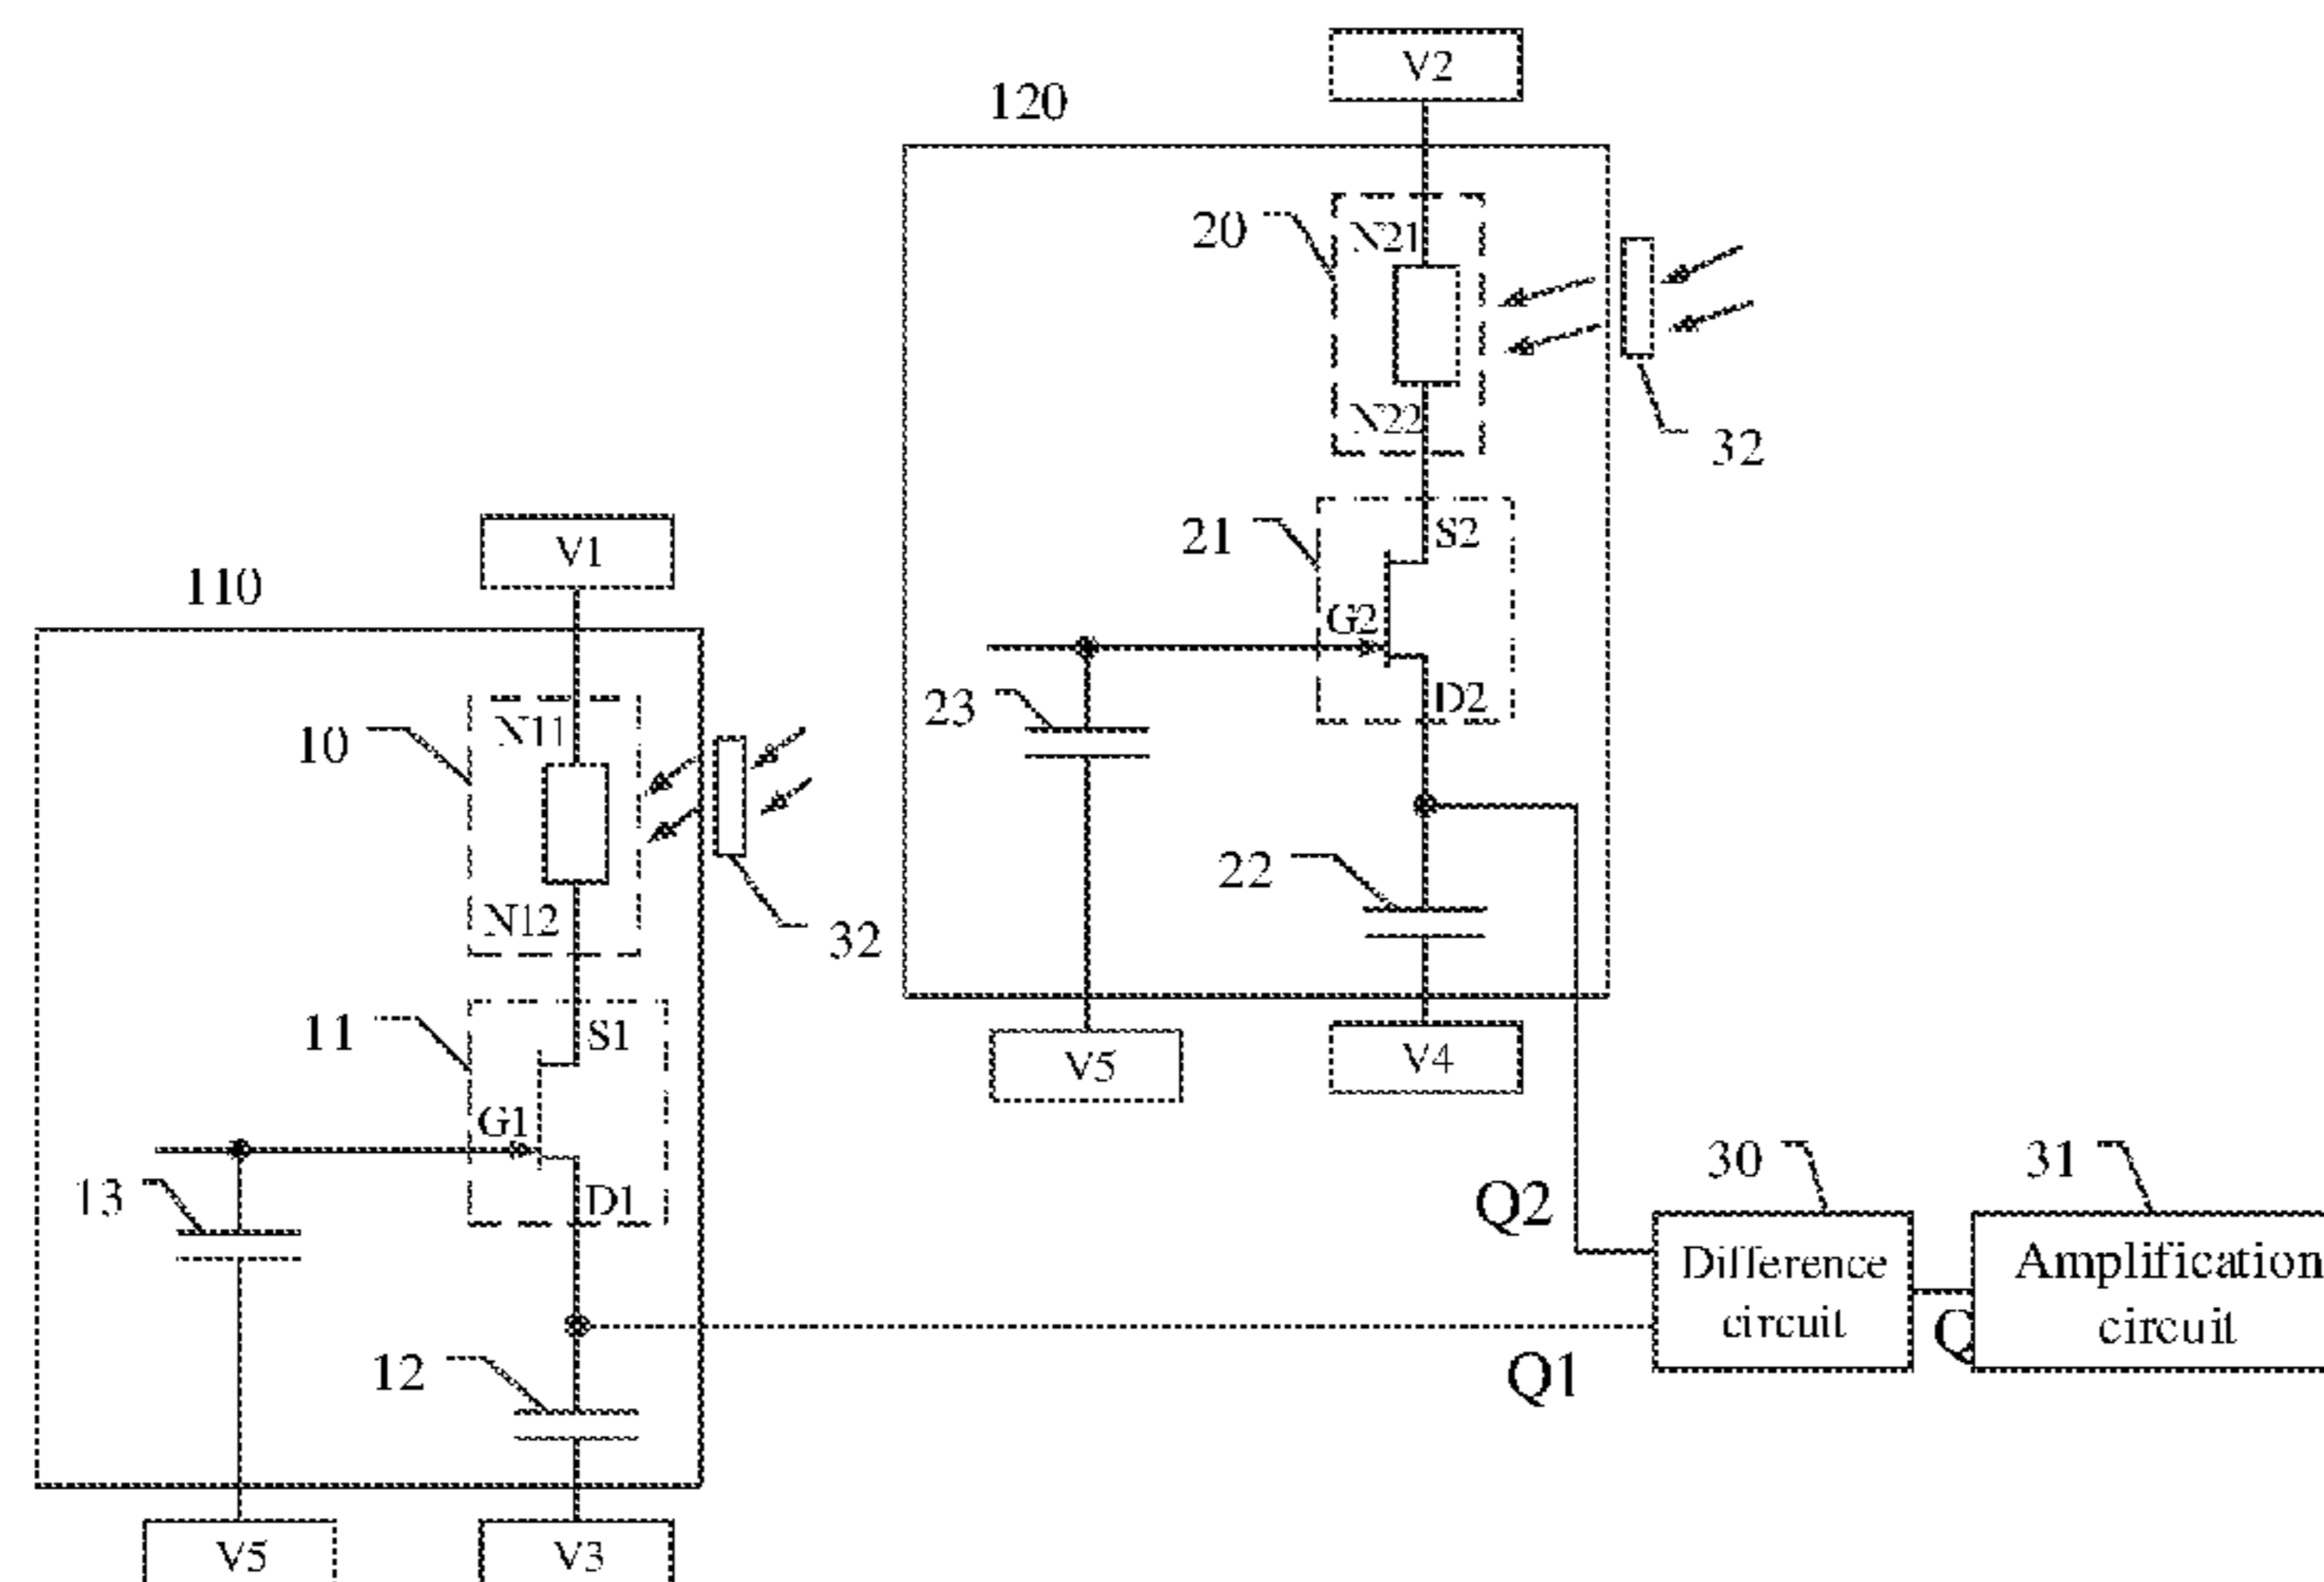 V2
120
20
N21
N22
32
V1
21
S2
110
G2
23
D2
10
N11
22
N12
32
11
S1
V5
V4
G1
30
31
13
D1
Q2
Difference
circuit
Amplification
circuit
Q
12
Q1
V5
V3